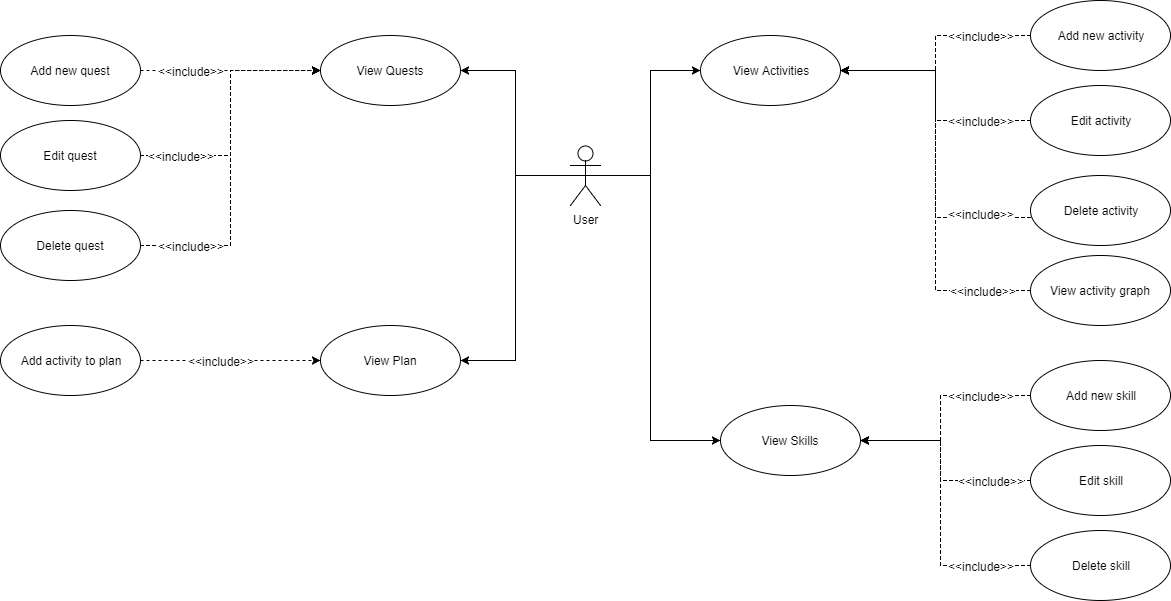 Add new quest
<<include>>
View Quests
Edit quest
<<include>>
Delete quest
<<include>>
Add activity to plan
<<include>>
View Plan
User
View Activities
<<include>>
Add new activity
<<include>>
Edit activity
<<include>>
Delete activity
<<include>>
View activity graph
View Skills
<<include>>
Add new skill
<<include>>
Edit skill
<<include>>
Delete skill